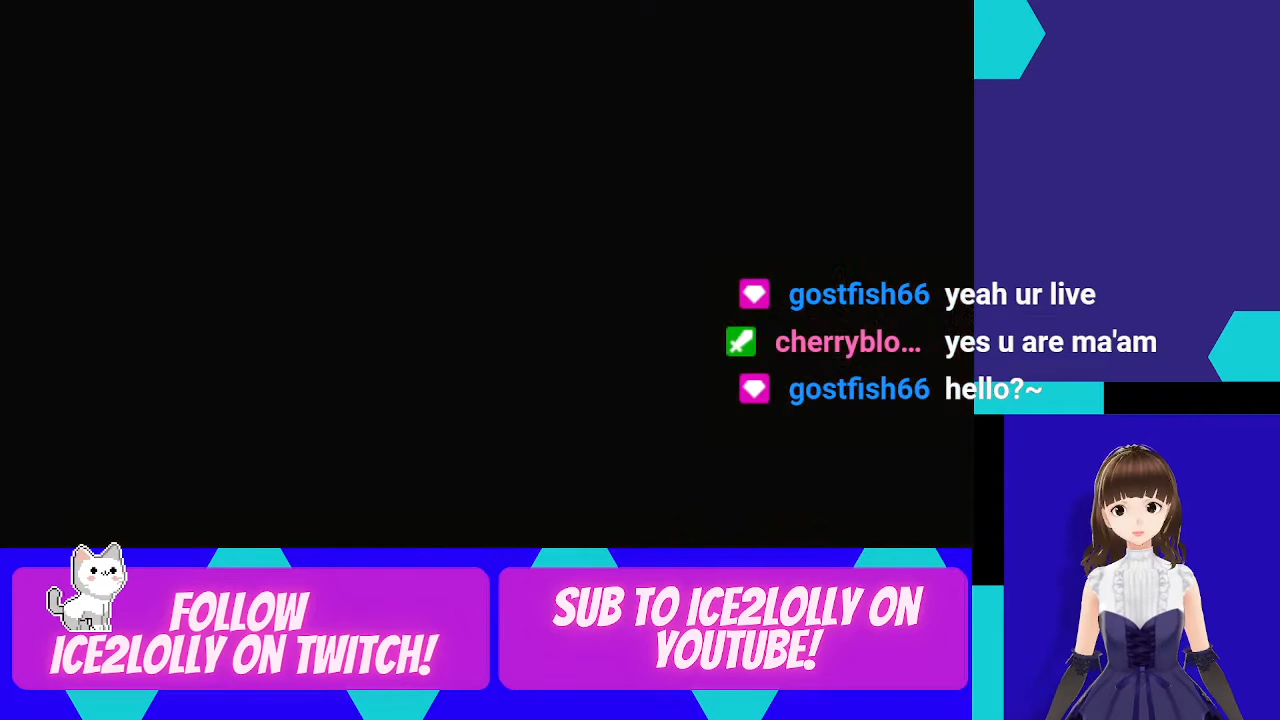 gostfish66 yeah ur live
cherryblo... yes u are ma'am
gostfish66 hello?~
FOLLOW
ICE2LOLLY ON TWITCH!
SUB TO ICE2LOLLY ON
YOUTUBE!